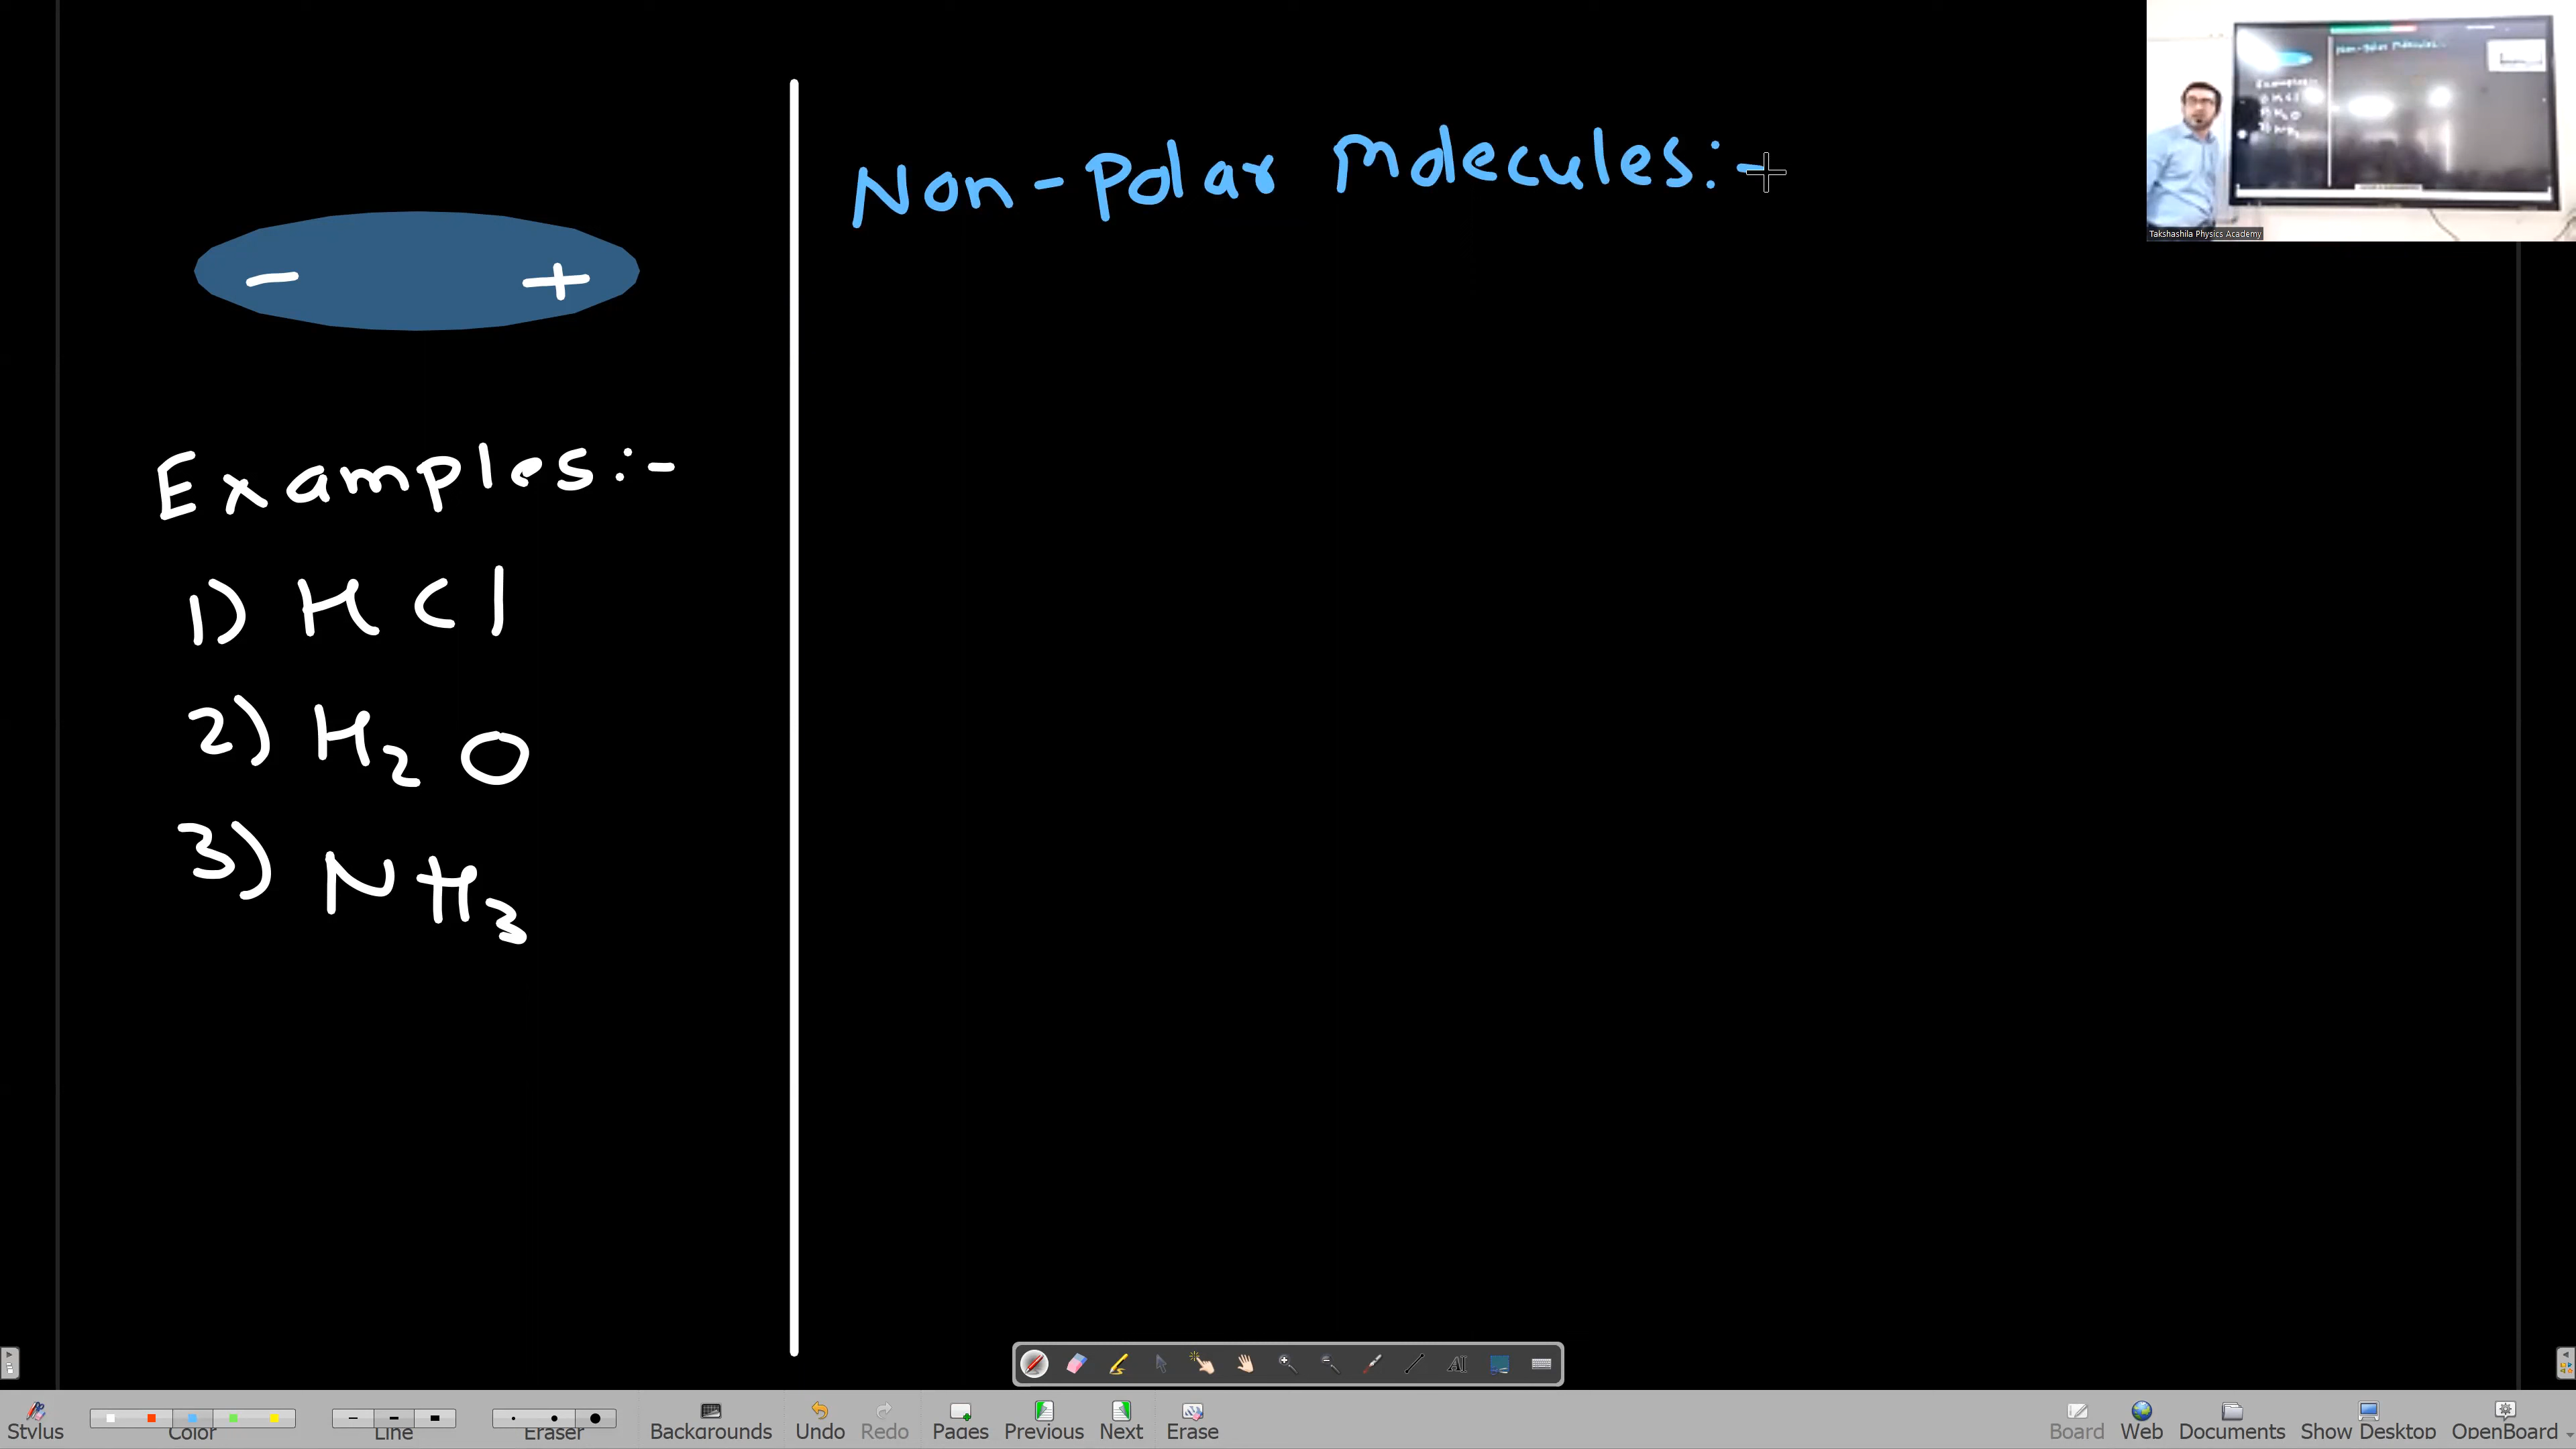 - +
Examples:-
1) HCl
2) H₂O
3) NH₃
Non-Polar Molecules:-
Takshashila Physics Academy
Stylus
Color
Line
Eraser
Backgrounds
Undo
Redo
Pages
Previous
Next
Erase
Board
Web
Documents
Show Desktop
OpenBoard